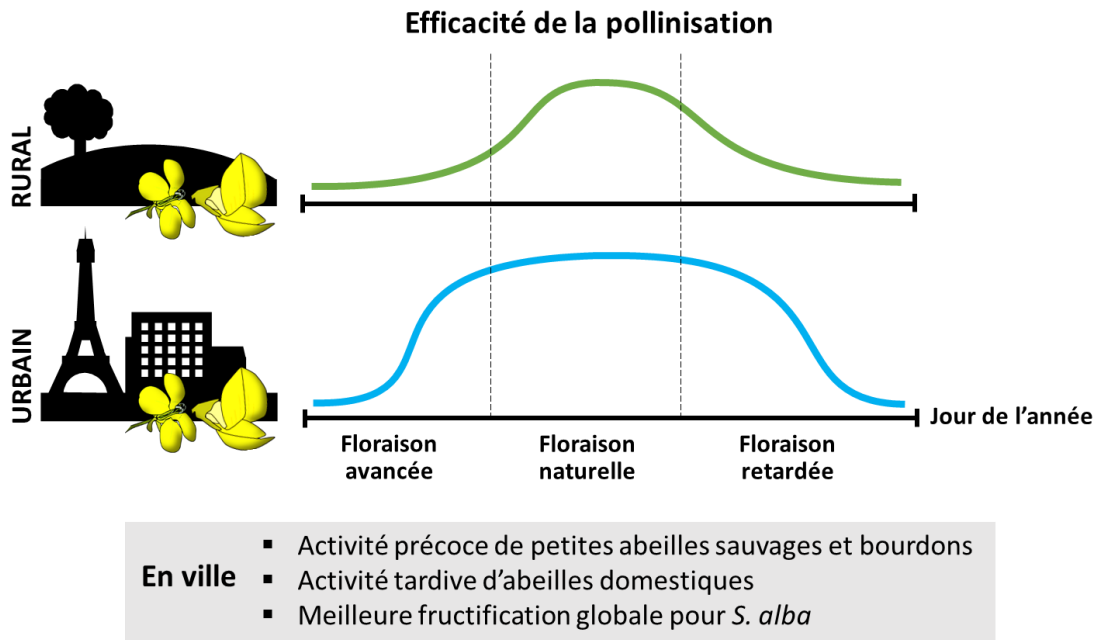 Efficacité de la pollinisation
RURAL
URBAIN
Jour de l'année
Floraison
avancée
Floraison
naturelle
Floraison
retardée
En ville
▪ Activité précoce de petites abeilles sauvages et bourdons
▪ Activité tardive d'abeilles domestiques
▪ Meilleure fructification globale pour S. alba